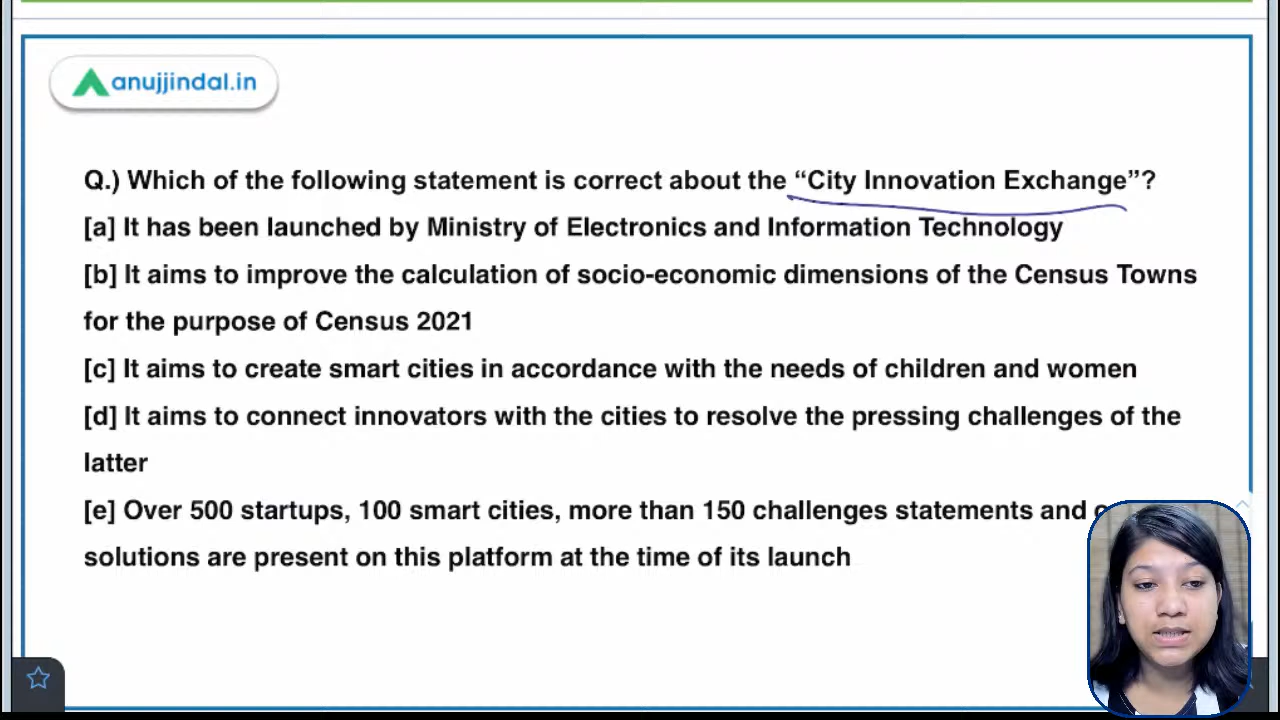 anujjindal.in
Q.) Which of the following statement is correct about the “City Innovation Exchange”?
[a] It has been launched by Ministry of Electronics and Information Technology
[b] It aims to improve the calculation of socio-economic dimensions of the Census Towns
for the purpose of Census 2021
[c] It aims to create smart cities in accordance with the needs of children and women
[d] It aims to connect innovators with the cities to resolve the pressing challenges of the
latter
[e] Over 500 startups, 100 smart cities, more than 150 challenges statements and
solutions are present on this platform at the time of its launch